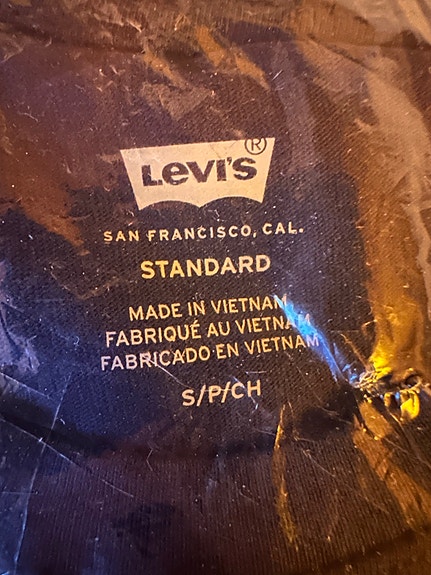 Levi's®
SAN FRANCISCO, CAL.
STANDARD
MADE IN VIETNAM
FABRIQUÉ AU VIETNAM
FABRICADO EN VIETNAM
S/P/CH